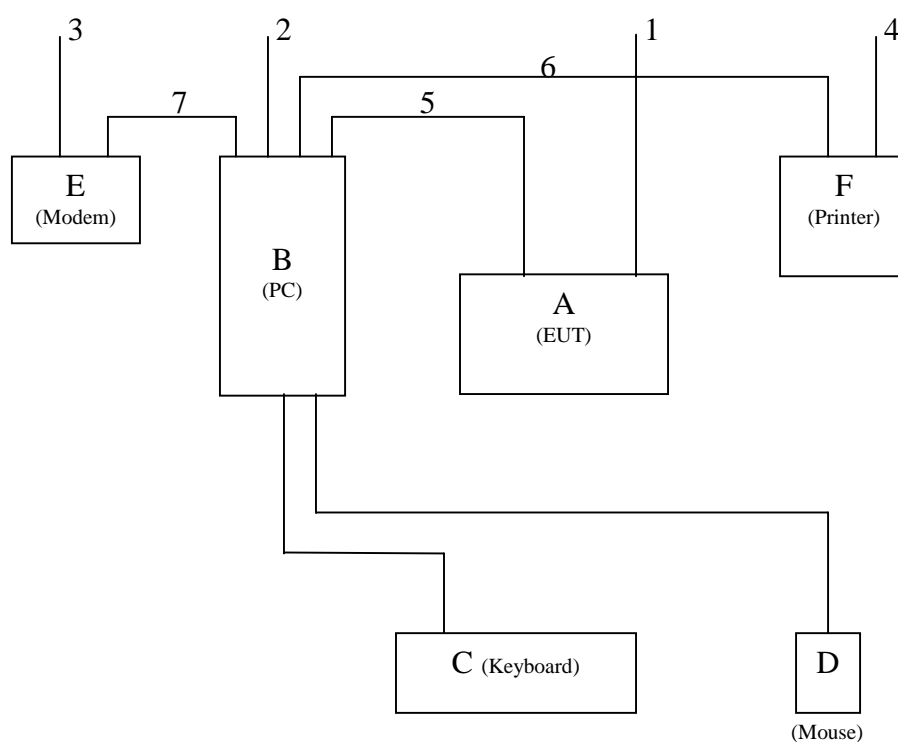 3
2
1
4
6
7
5
E
(Modem)
F
(Printer)
B
(PC)
A
(EUT)
C (Keyboard)
D
(Mouse)